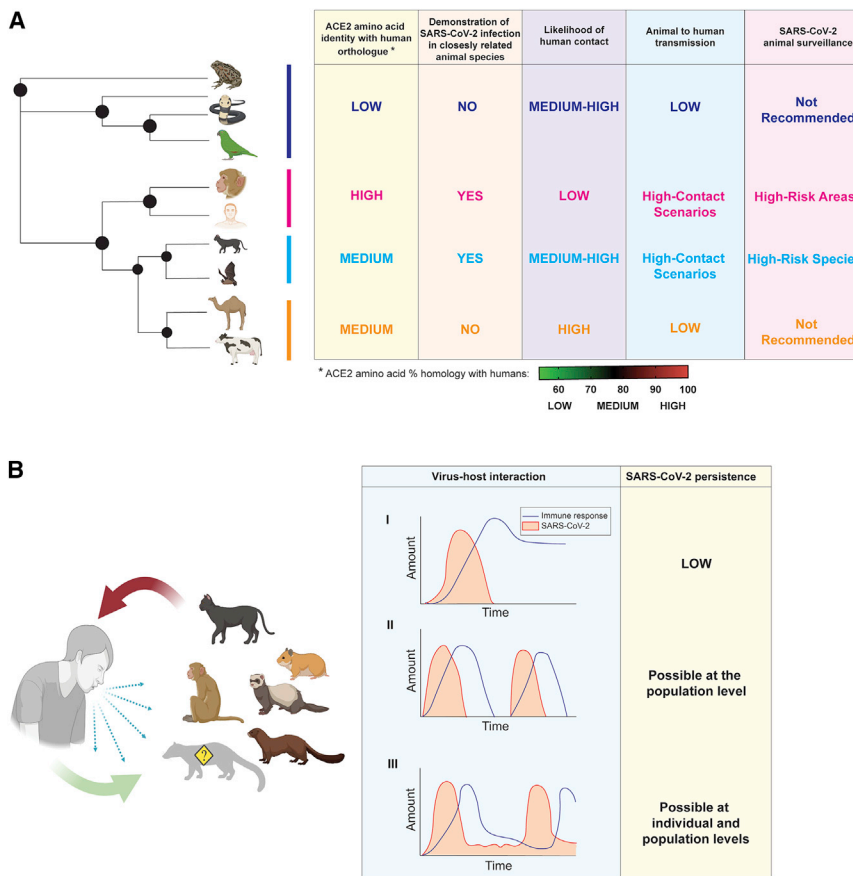 A
ACE2 amino acid
identity with human
orthologue *
Demonstration of
SARS-CoV-2 infection
in closlesly related
animal species
Likelihood of
human contact
Animal to human
transmission
SARS-CoV-2
animal surveillance
LOW
NO
MEDIUM-HIGH
LOW
Not
Recommended
HIGH
YES
LOW
High-Contact
Scenarios
High-Risk Areas
MEDIUM
YES
MEDIUM-HIGH
High-Contact
Scenarios
High-Risk Specie
MEDIUM
NO
HIGH
LOW
Not
Recommended
* ACE2 amino acid % homology with humans:
60 70 80 90 100
LOW MEDIUM HIGH
B
Virus-host interaction
SARS-CoV-2 persistence
I
Immune response
SARS-CoV-2
Amount
Time
LOW
II
Amount
Time
Possible at the
population level
?
III
Amount
Time
Possible at
individual and
population levels